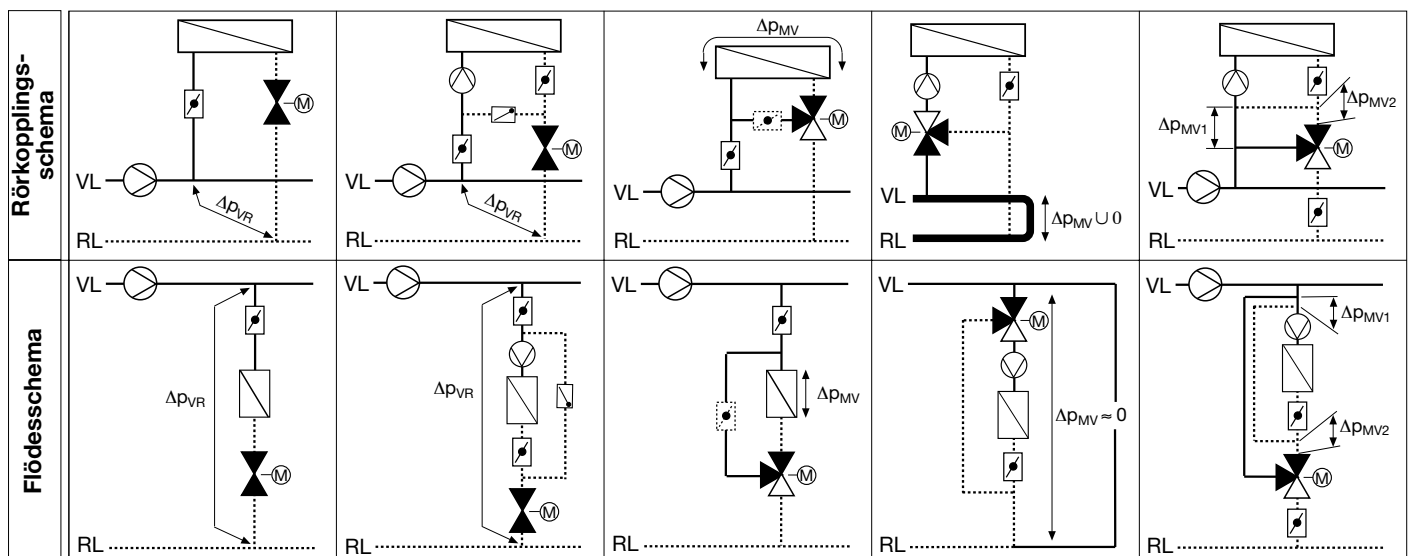 Rörkopplings-
schema
VL
RL
ΔpVR
M
VL
RL
ΔpVR
M
ΔpMV
VL
RL
M
VL
RL
M
ΔpMV ∪ 0
VL
RL
ΔpMV1
ΔpMV2
M
Flödesschema
VL
RL
ΔpVR
M
VL
RL
ΔpVR
M
VL
RL
ΔpMV
M
VL
RL
M
ΔpMV ≈ 0
VL
RL
ΔpMV1
ΔpMV2
M